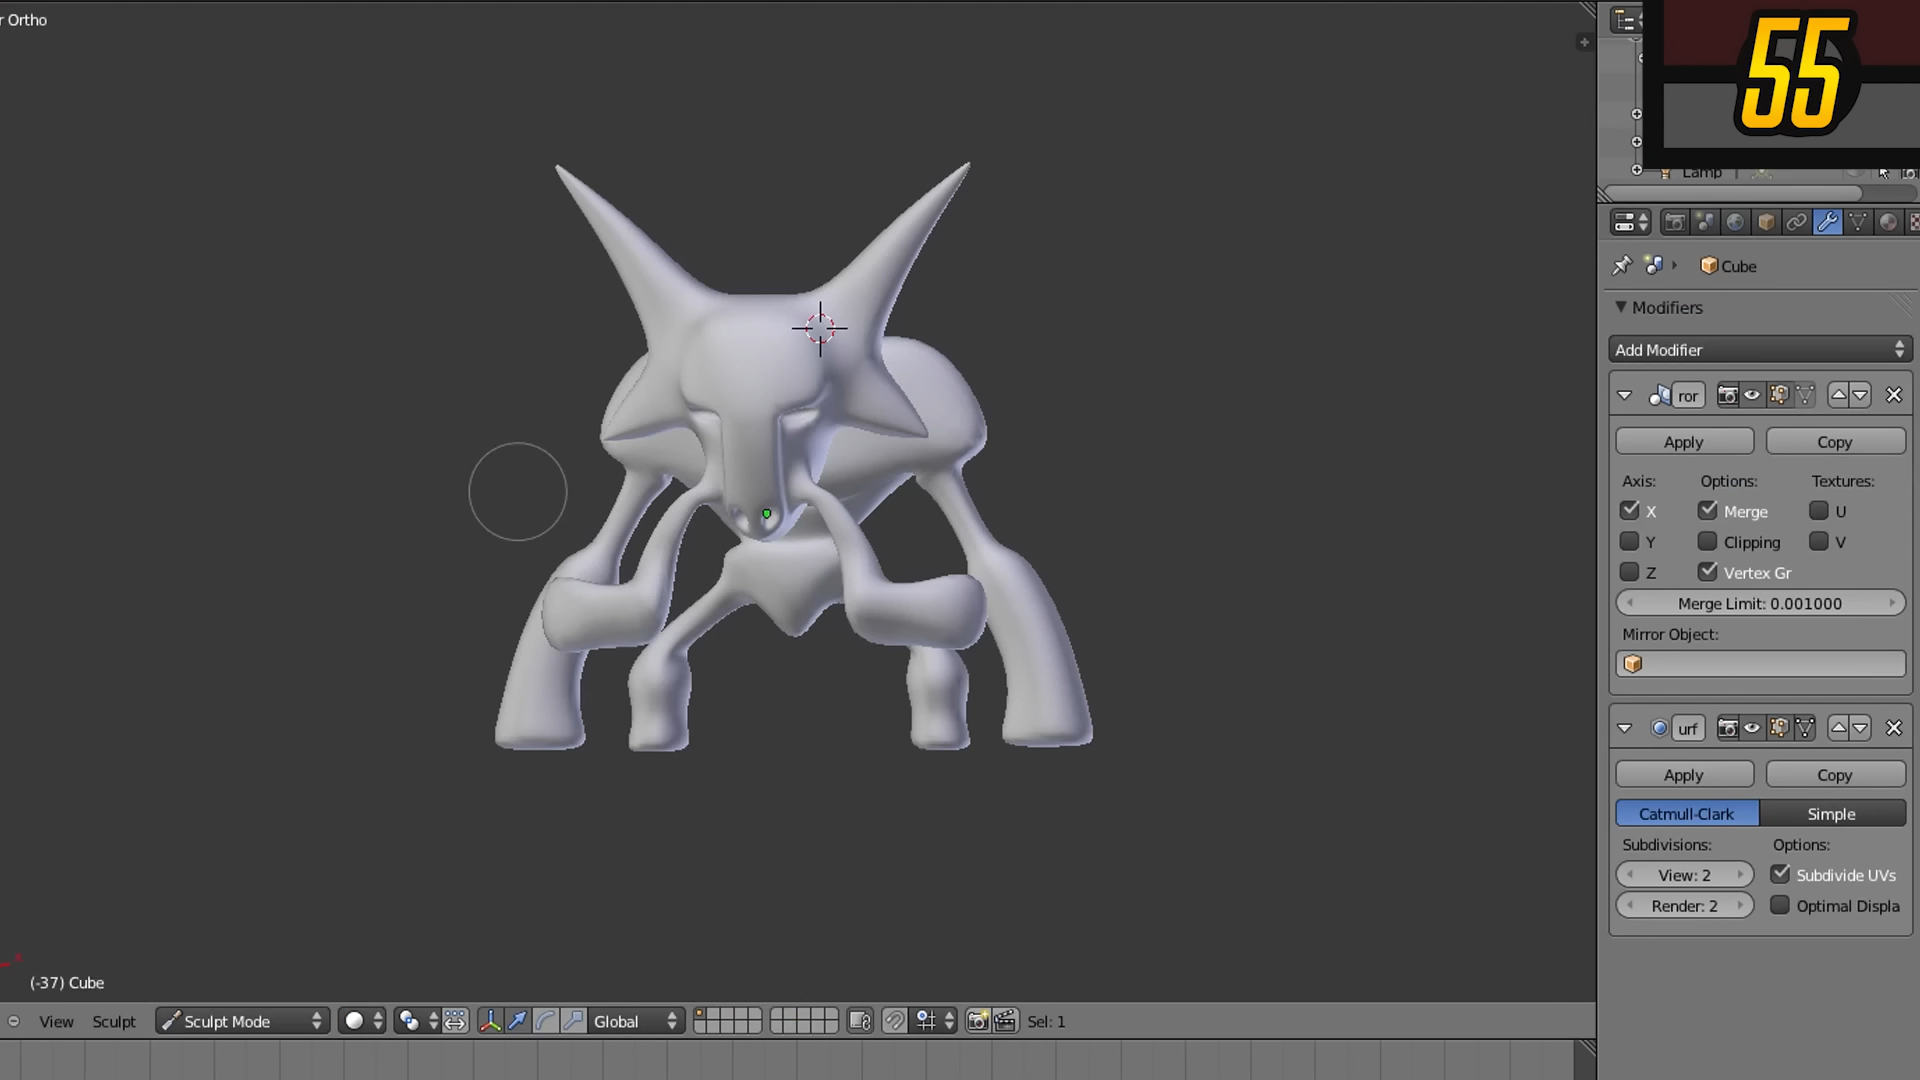 r Ortho
55
Lamp
Cube
Modifiers
Add Modifier
ror
Apply
Copy
Axis:
Options:
Textures:
X
Merge
U
Y
Clipping
V
Z
Vertex Gr
Merge Limit: 0.001000
Mirror Object:
urf
Apply
Copy
Catmull-Clark
Simple
Subdivisions:
Options:
View: 2
Subdivide UVs
Render: 2
Optimal Displa
x
(-37) Cube
View
Sculpt
Sculpt Mode
Global
Sel: 1